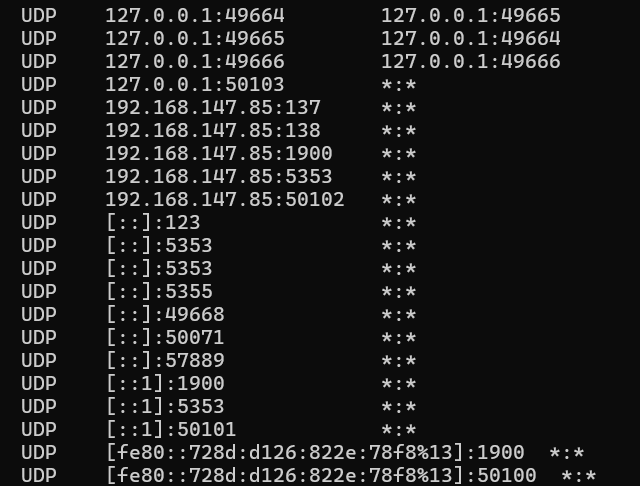 UDP    127.0.0.1:49664        127.0.0.1:49665
UDP    127.0.0.1:49665        127.0.0.1:49664
UDP    127.0.0.1:49666        127.0.0.1:49666
UDP    127.0.0.1:50103        *:*
UDP    192.168.147.85:137     *:*
UDP    192.168.147.85:138     *:*
UDP    192.168.147.85:1900    *:*
UDP    192.168.147.85:5353    *:*
UDP    192.168.147.85:50102   *:*
UDP    [::]:123               *:*
UDP    [::]:5353              *:*
UDP    [::]:5353              *:*
UDP    [::]:5355              *:*
UDP    [::]:49668             *:*
UDP    [::]:50071             *:*
UDP    [::]:57889             *:*
UDP    [::1]:1900             *:*
UDP    [::1]:5353             *:*
UDP    [::1]:50101            *:*
UDP    [fe80::728d:d126:822e:78f8%13]:1900  *:*
UDP    [fe80::728d:d126:822e:78f8%13]:50100  *:*